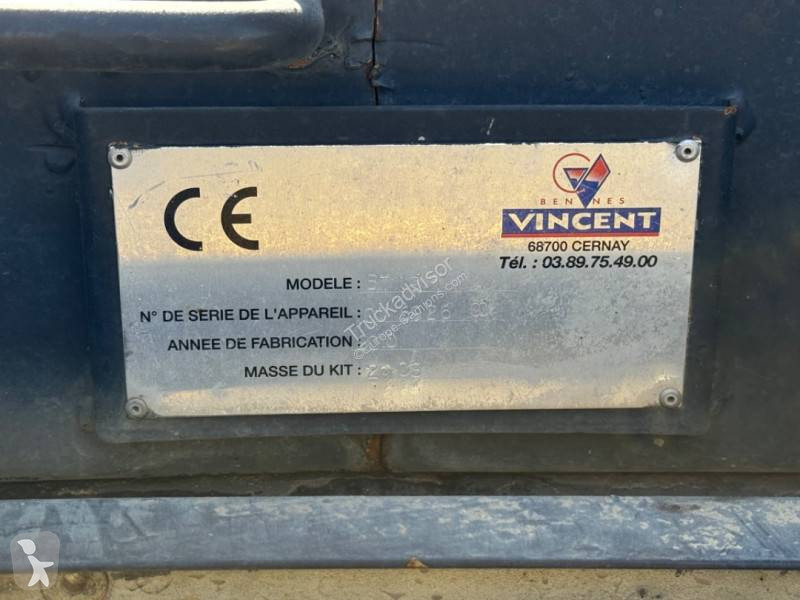 CE
BENNES
VINCENT
68700 CERNAY
Tél. : 03.89.75.49.00
MODELE :
N° DE SERIE DE L'APPAREIL :
ANNEE DE FABRICATION :
MASSE DU KIT :
Truckadvisor